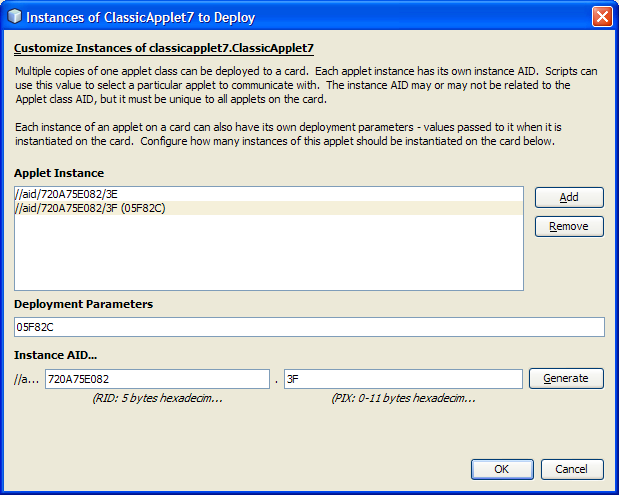 Instances of ClassicApplet7 to Deploy
Customize Instances of classicapplet7.ClassicApplet7
Multiple copies of one applet class can be deployed to a card. Each applet instance has its own instance AID. Scripts can
use this value to select a particular applet to communicate with. The instance AID may or may not be related to the
Applet class AID, but it must be unique to all applets on the card.
Each instance of an applet on a card can also have its own deployment parameters - values passed to it when it is
instantiated on the card. Configure how many instances of this applet should be instantiated on the card below.
Applet Instance
//aid/720A75E082/3E
//aid/720A75E082/3F (05F82C)
Add
Remove
Deployment Parameters
05F82C
Instance AID...
//a... 720A75E082 . 3F Generate
(RID: 5 bytes hexadecim... (PIX: 0-11 bytes hexadecim...
OK Cancel